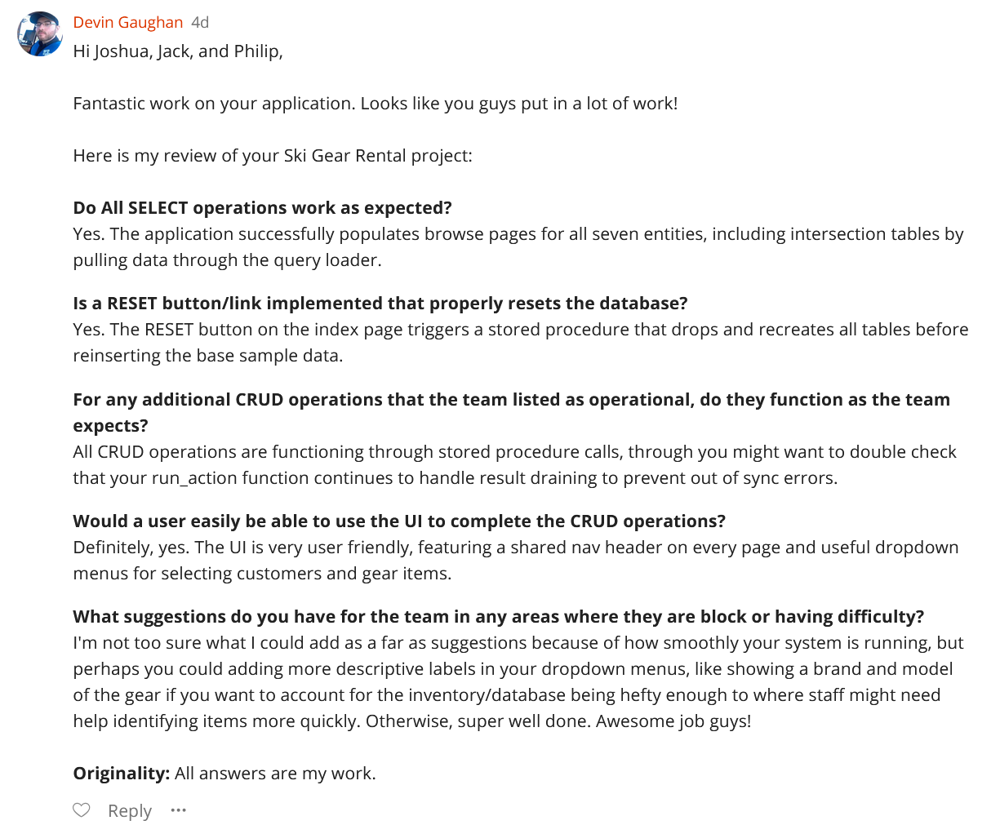 Devin Gaughan 4d
Hi Joshua, Jack, and Philip,
Fantastic work on your application. Looks like you guys put in a lot of work!
Here is my review of your Ski Gear Rental project:
Do All SELECT operations work as expected?
Yes. The application successfully populates browse pages for all seven entities, including intersection tables by
pulling data through the query loader.
Is a RESET button/link implemented that properly resets the database?
Yes. The RESET button on the index page triggers a stored procedure that drops and recreates all tables before
reinserting the base sample data.
For any additional CRUD operations that the team listed as operational, do they function as the team
expects?
All CRUD operations are functioning through stored procedure calls, through you might want to double check
that your run_action function continues to handle result draining to prevent out of sync errors.
Would a user easily be able to use the UI to complete the CRUD operations?
Definitely, yes. The UI is very user friendly, featuring a shared nav header on every page and useful dropdown
menus for selecting customers and gear items.
What suggestions do you have for the team in any areas where they are block or having difficulty?
I'm not too sure what I could add as a far as suggestions because of how smoothly your system is running, but
perhaps you could adding more descriptive labels in your dropdown menus, like showing a brand and model
of the gear if you want to account for the inventory/database being hefty enough to where staff might need
help identifying items more quickly. Otherwise, super well done. Awesome job guys!
Originality: All answers are my work.
Reply ···